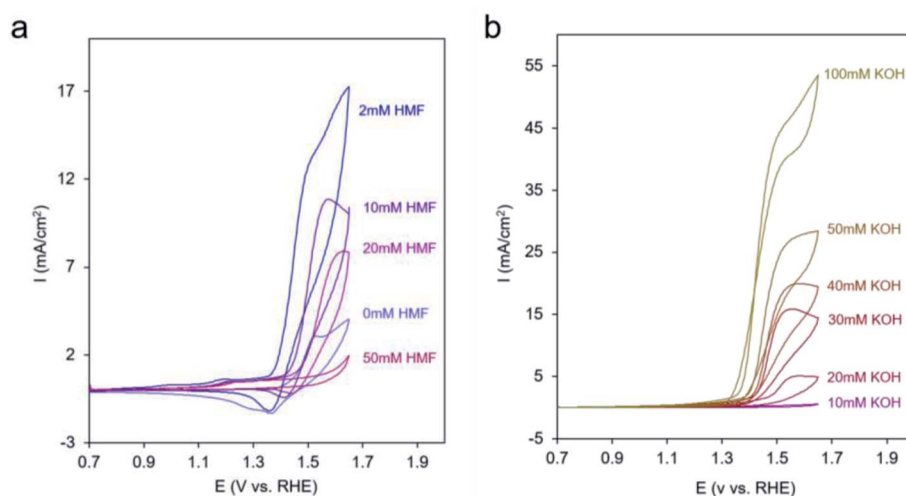 a
I (mA/cm²)
17
12
7
2
-3
2mM HMF
10mM HMF
20mM HMF
0mM HMF
50mM HMF
0.7 0.9 1.1 1.3 1.5 1.7 1.9
E (V vs. RHE)
b
I (mA/cm²)
55
45
35
25
15
5
-5
100mM KOH
50mM KOH
40mM KOH
30mM KOH
20mM KOH
10mM KOH
0.7 0.9 1.1 1.3 1.5 1.7 1.9
E (V vs. RHE)